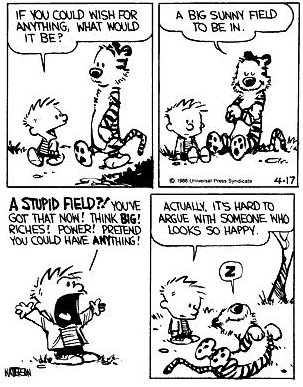 IF YOU COULD WISH FOR
ANYTHING, WHAT WOULD
IT BE?
A BIG SUNNY FIELD
TO BE IN.
© 1986 Universal Press Syndicate
4-17
A STUPID FIELD?! YOU'VE
GOT THAT NOW! THINK BIG!
RICHES! POWER! PRETEND
YOU COULD HAVE ANYTHING!
WATTERSON
ACTUALLY, IT'S HARD TO
ARGUE WITH SOMEONE WHO
LOOKS SO HAPPY.
Z